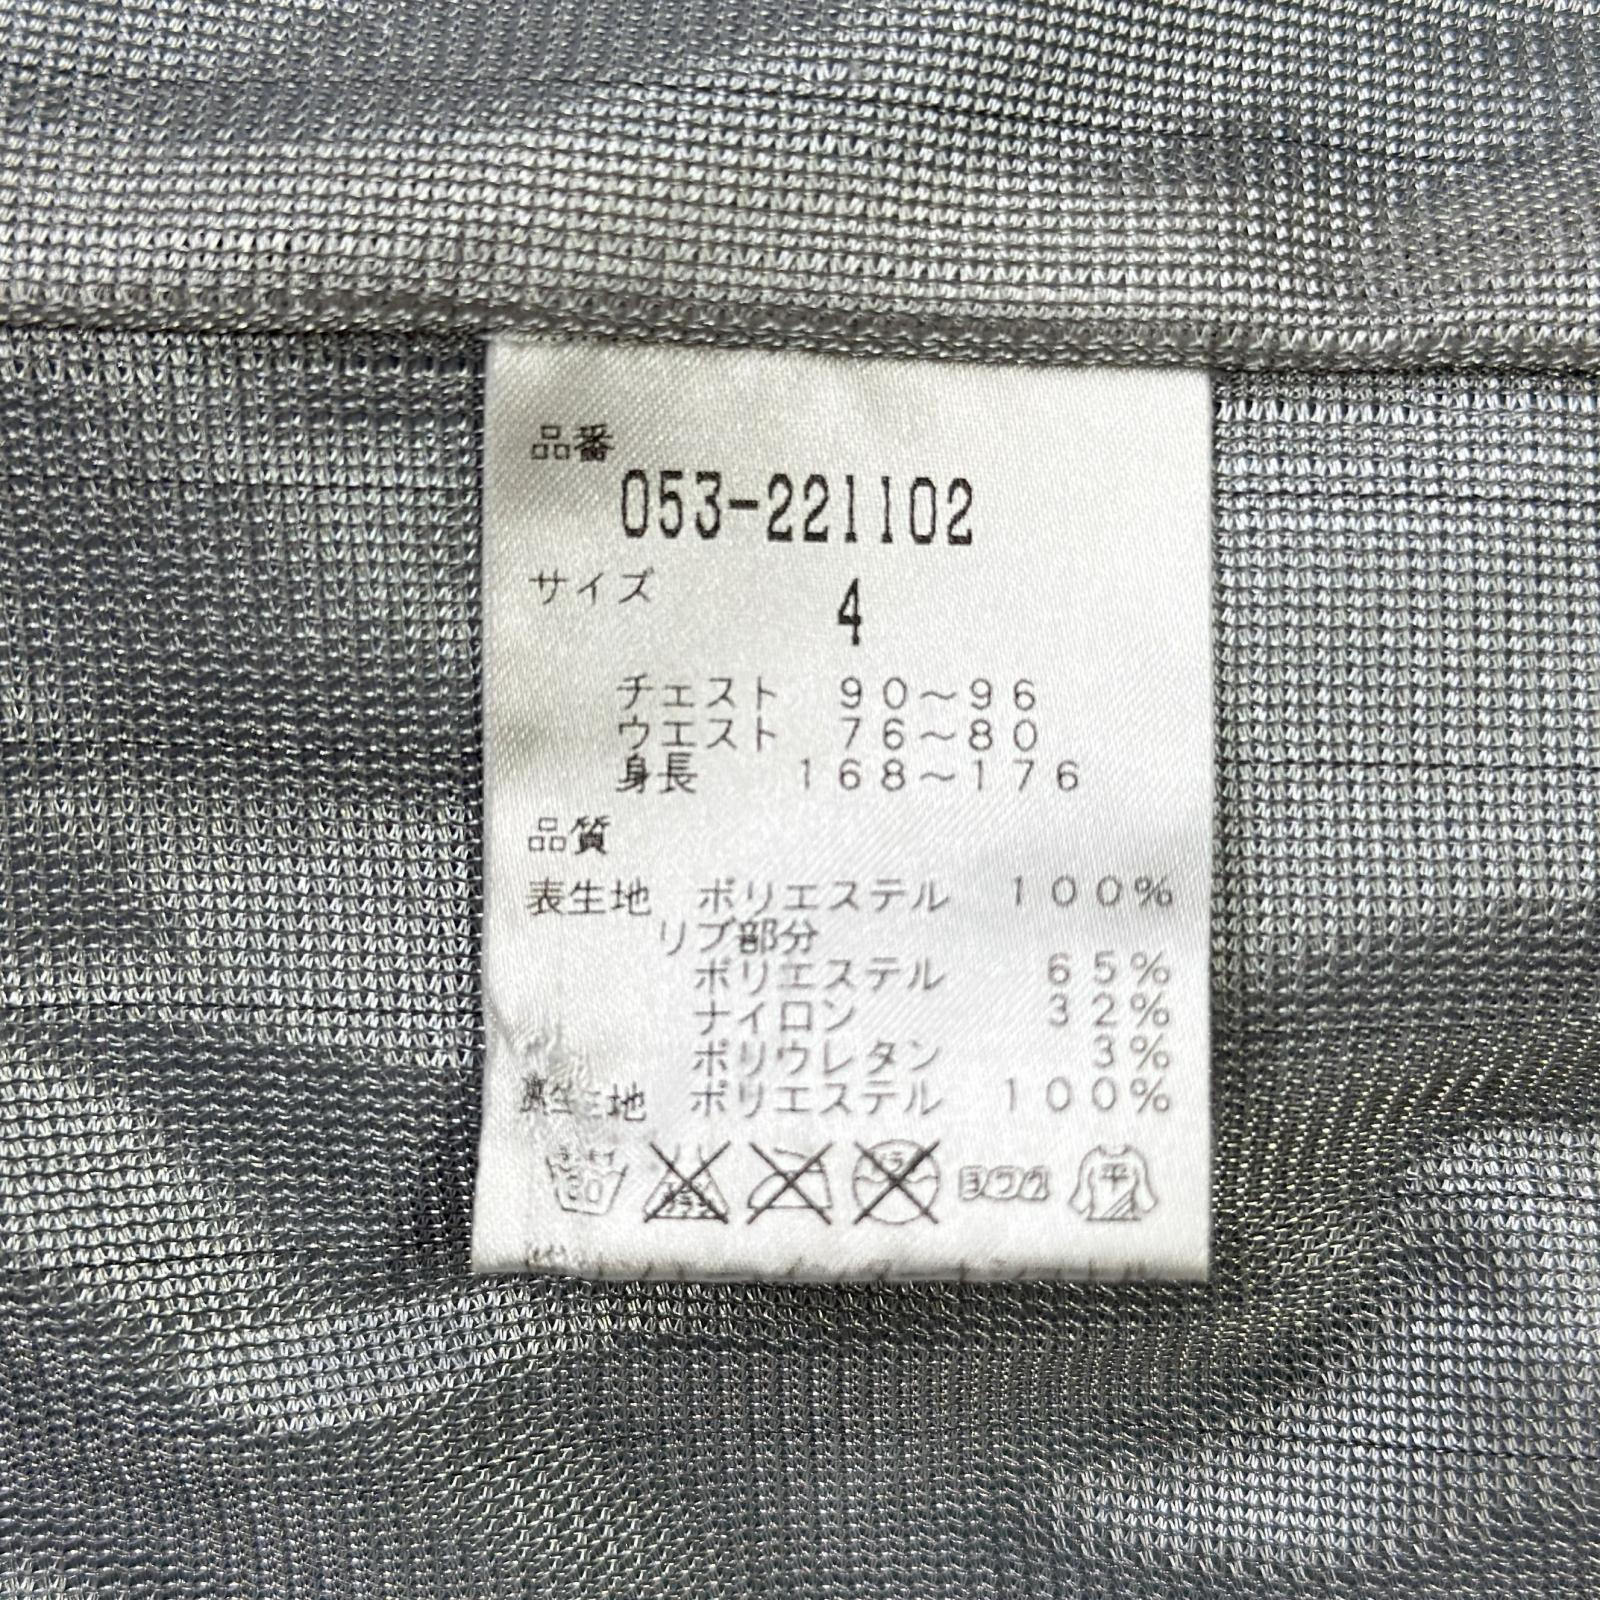 品番
053-221102
サイズ 4
チェスト 90~96
ウエスト 76~80
身長 168~176
品質
表生地 ポリエステル 100%
リブ部分
ポリエステル 65%
ナイロン 32%
ポリウレタン 3%
裏生地 ポリエステル 100%
平